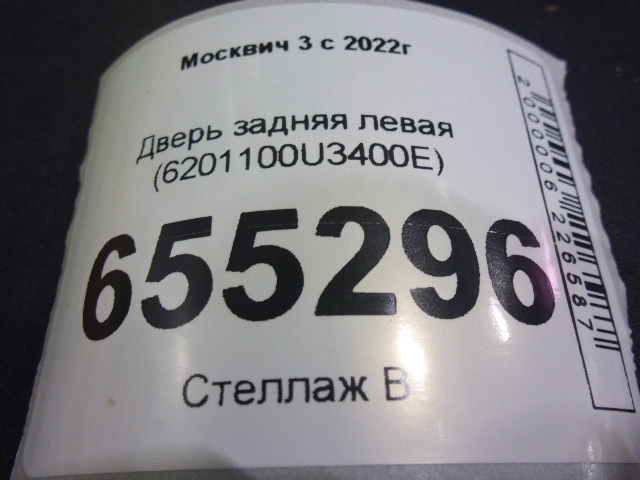 Москвич 3 с 2022г
Дверь задняя левая
(6201100U3400E)
655296
Стеллаж В
2000006226587